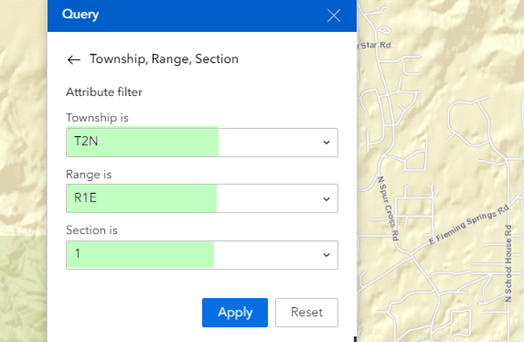 Query
Township, Range, Section
Attribute filter
Township is
T2N
Range is
R1E
Section is
1
Apply
Reset
Star Rd
N Spur Cross Rd
E Fleming Springs Rd
N School House Rd